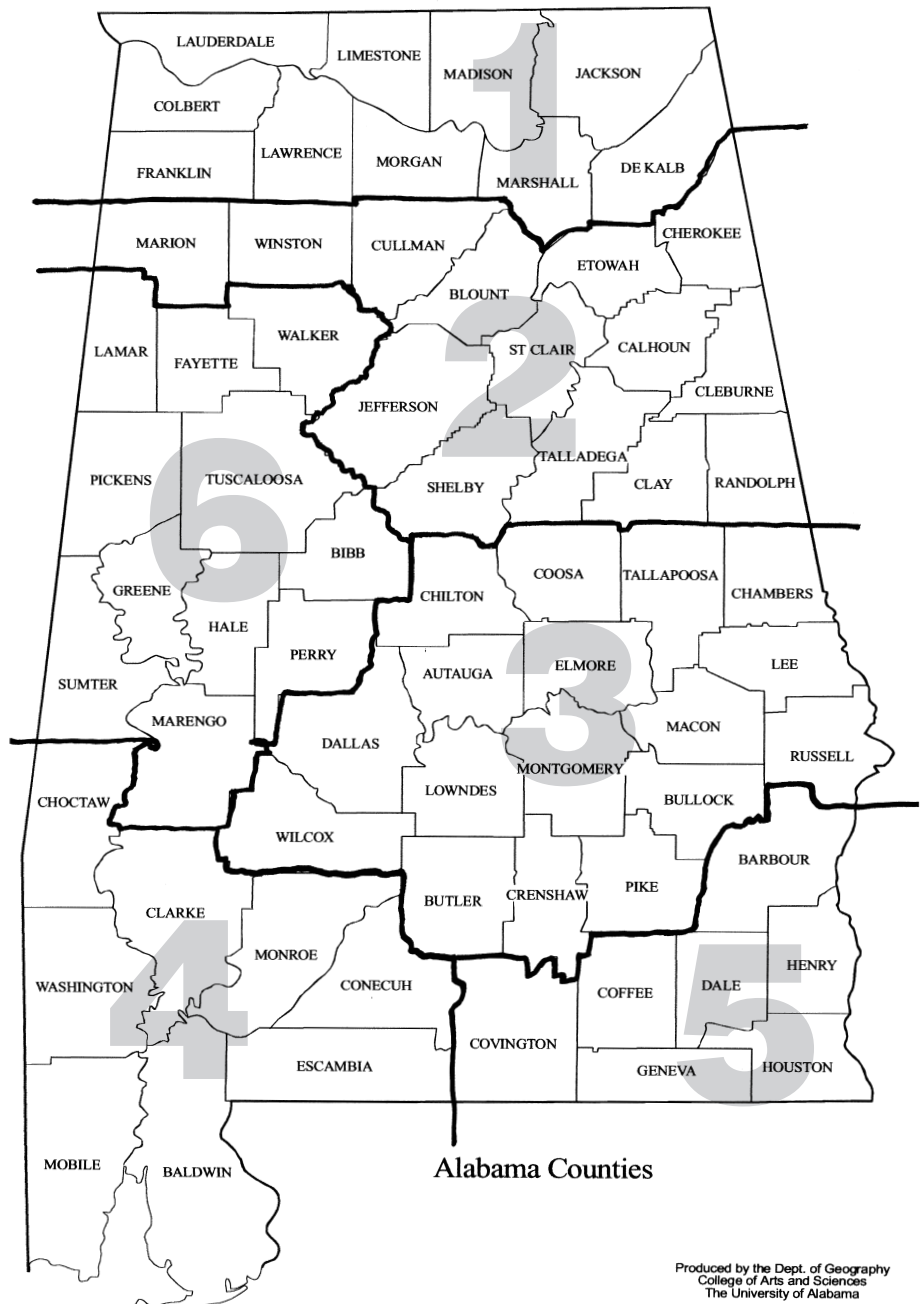 LAUDERDALE
LIMESTONE
MADISON
JACKSON
1
COLBERT
LAWRENCE
MORGAN
FRANKLIN
MARSHALL
DE KALB
CHEROKEE
MARION
WINSTON
CULLMAN
ETOWAH
BLOUNT
2
WALKER
LAMAR
FAYETTE
ST CLAIR
CALHOUN
CLEBURNE
JEFFERSON
TALLADEGA
PICKENS
TUSCALOOSA
SHELBY
CLAY
RANDOLPH
6
BIBB
GREENE
CHILTON
COOSA
TALLAPOOSA
CHAMBERS
HALE
PERRY
AUTAUGA
ELMORE
LEE
3
SUMTER
MARENGO
DALLAS
MACON
RUSSELL
MONTGOMERY
LOWNDES
BULLOCK
CHOCTAW
WILCOX
BARBOUR
BUTLER
CRENSHAW
PIKE
CLARKE
4
MONROE
WASHINGTON
CONECUH
COFFEE
DALE
HENRY
5
COVINGTON
ESCAMBIA
GENEVA
HOUSTON
MOBILE
BALDWIN
Alabama Counties
Produced by the Dept. of Geography
College of Arts and Sciences
The University of Alabama